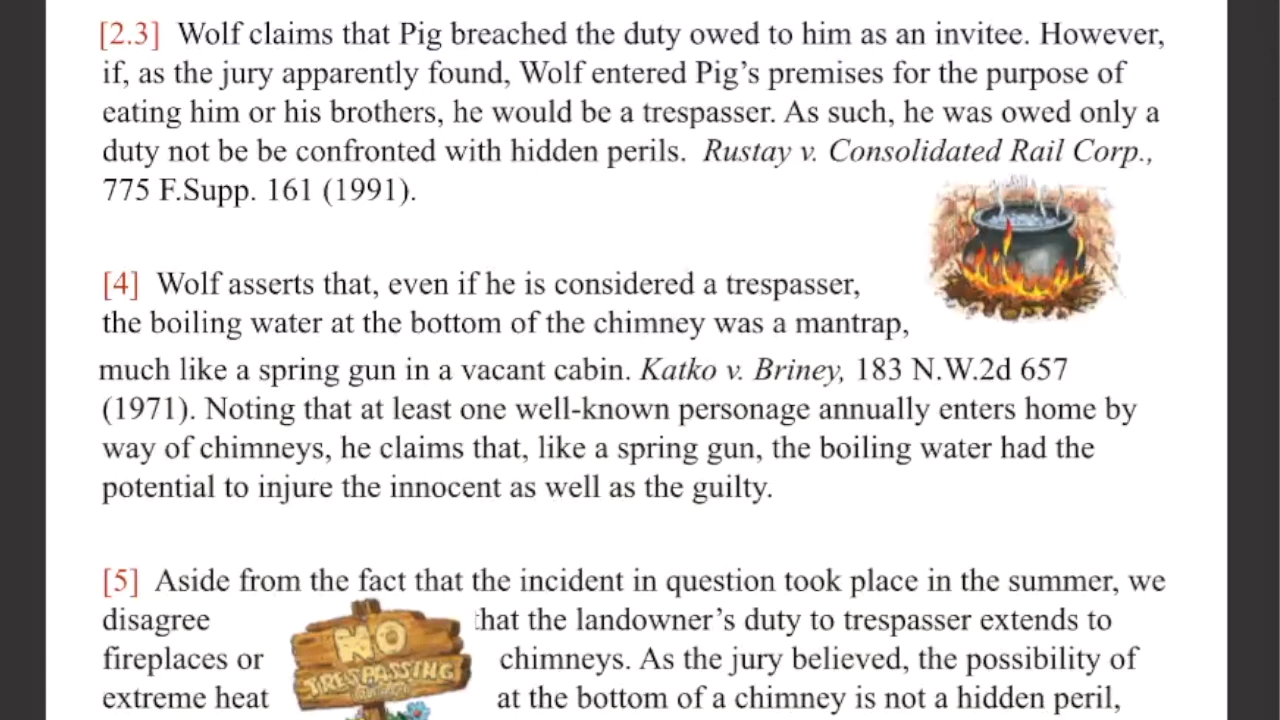 [2.3] Wolf claims that Pig breached the duty owed to him as an invitee. However,
if, as the jury apparently found, Wolf entered Pig’s premises for the purpose of
eating him or his brothers, he would be a trespasser. As such, he was owed only a
duty not be be confronted with hidden perils. Rustay v. Consolidated Rail Corp.,
775 F.Supp. 161 (1991).
[4] Wolf asserts that, even if he is considered a trespasser,
the boiling water at the bottom of the chimney was a mantrap,
much like a spring gun in a vacant cabin. Katko v. Briney, 183 N.W.2d 657
(1971). Noting that at least one well-known personage annually enters home by
way of chimneys, he claims that, like a spring gun, the boiling water had the
potential to injure the innocent as well as the guilty.
[5] Aside from the fact that the incident in question took place in the summer, we
disagree that the landowner’s duty to trespasser extends to
fireplaces or chimneys. As the jury believed, the possibility of
extreme heat at the bottom of a chimney is not a hidden peril,
NO
TRESPASSING